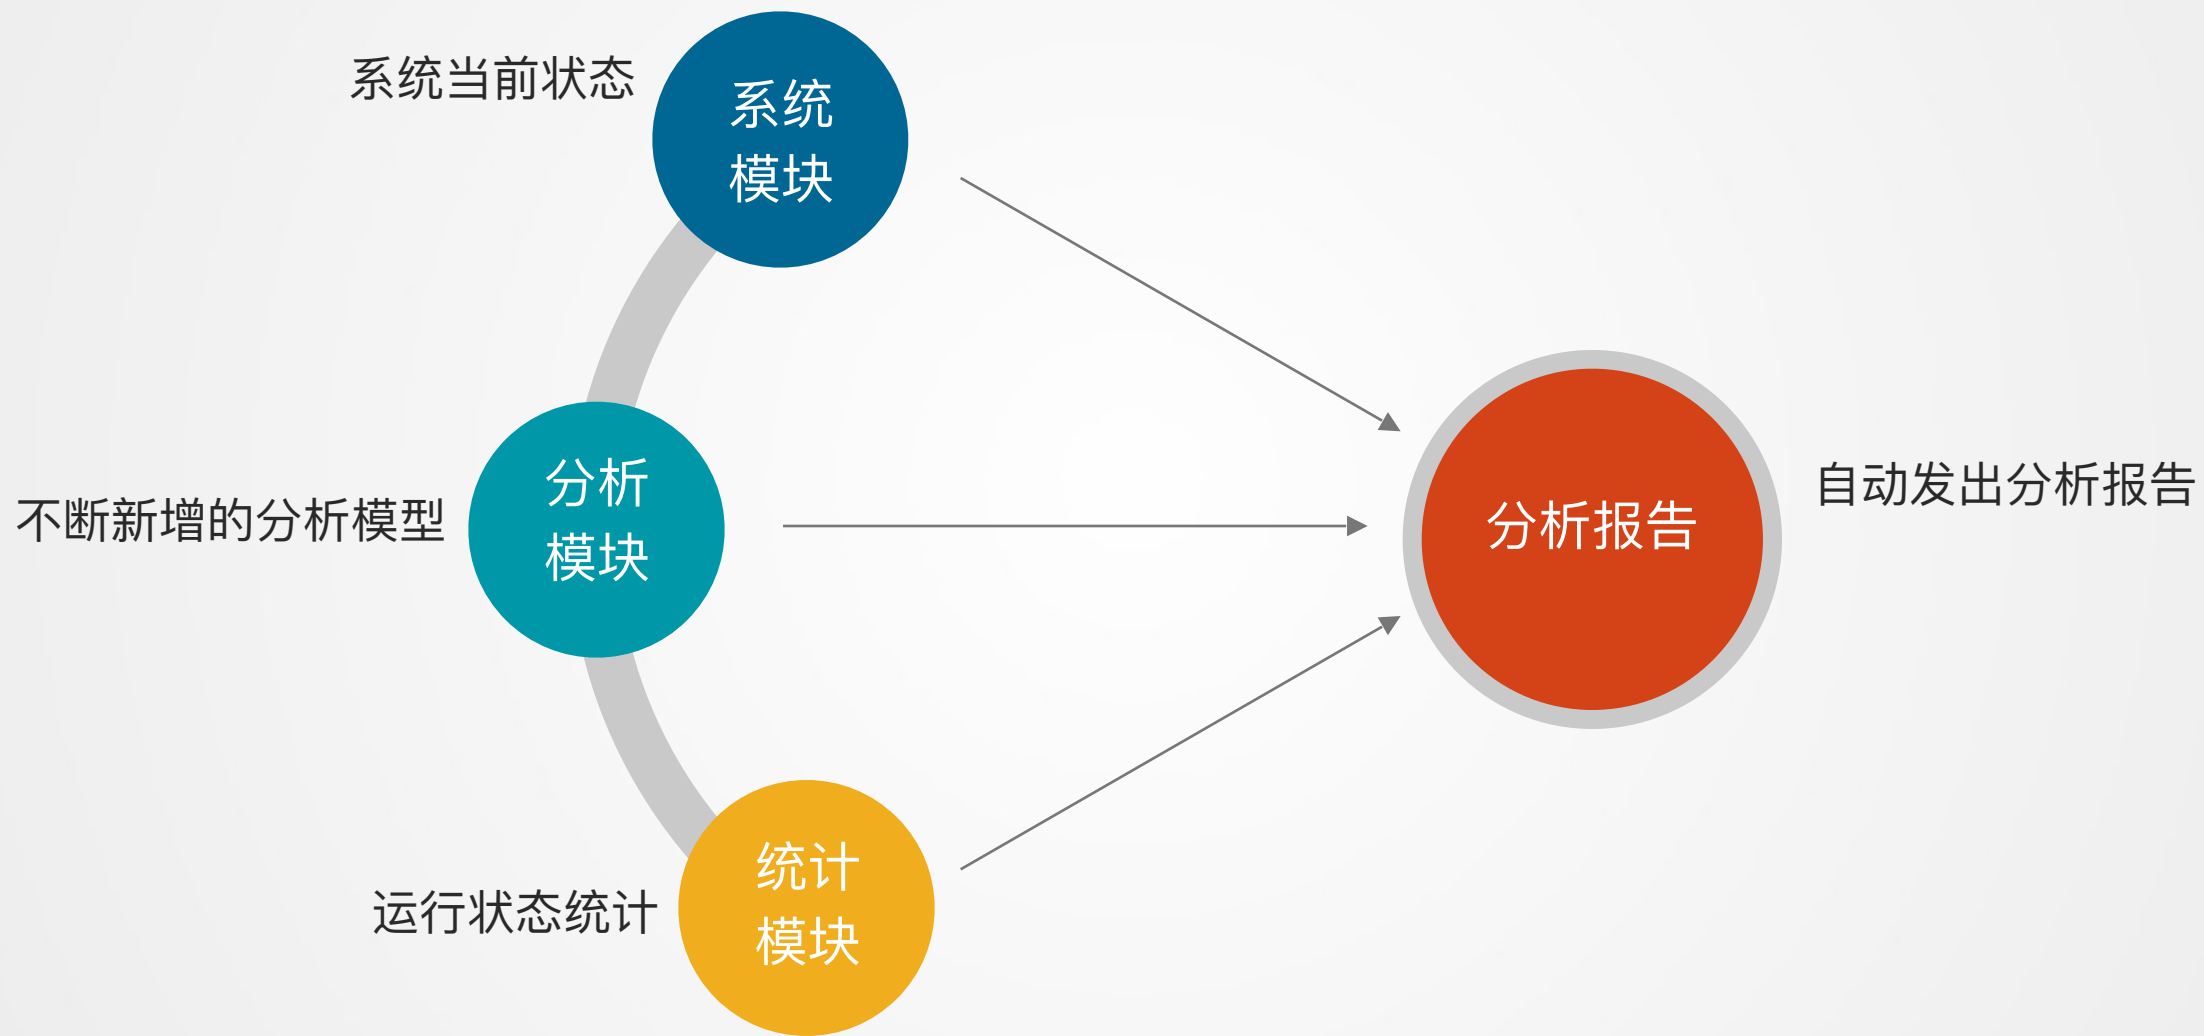 系统当前状态
系统
模块
不断新增的分析模型
分析
模块
分析报告
自动发出分析报告
运行状态统计
统计
模块